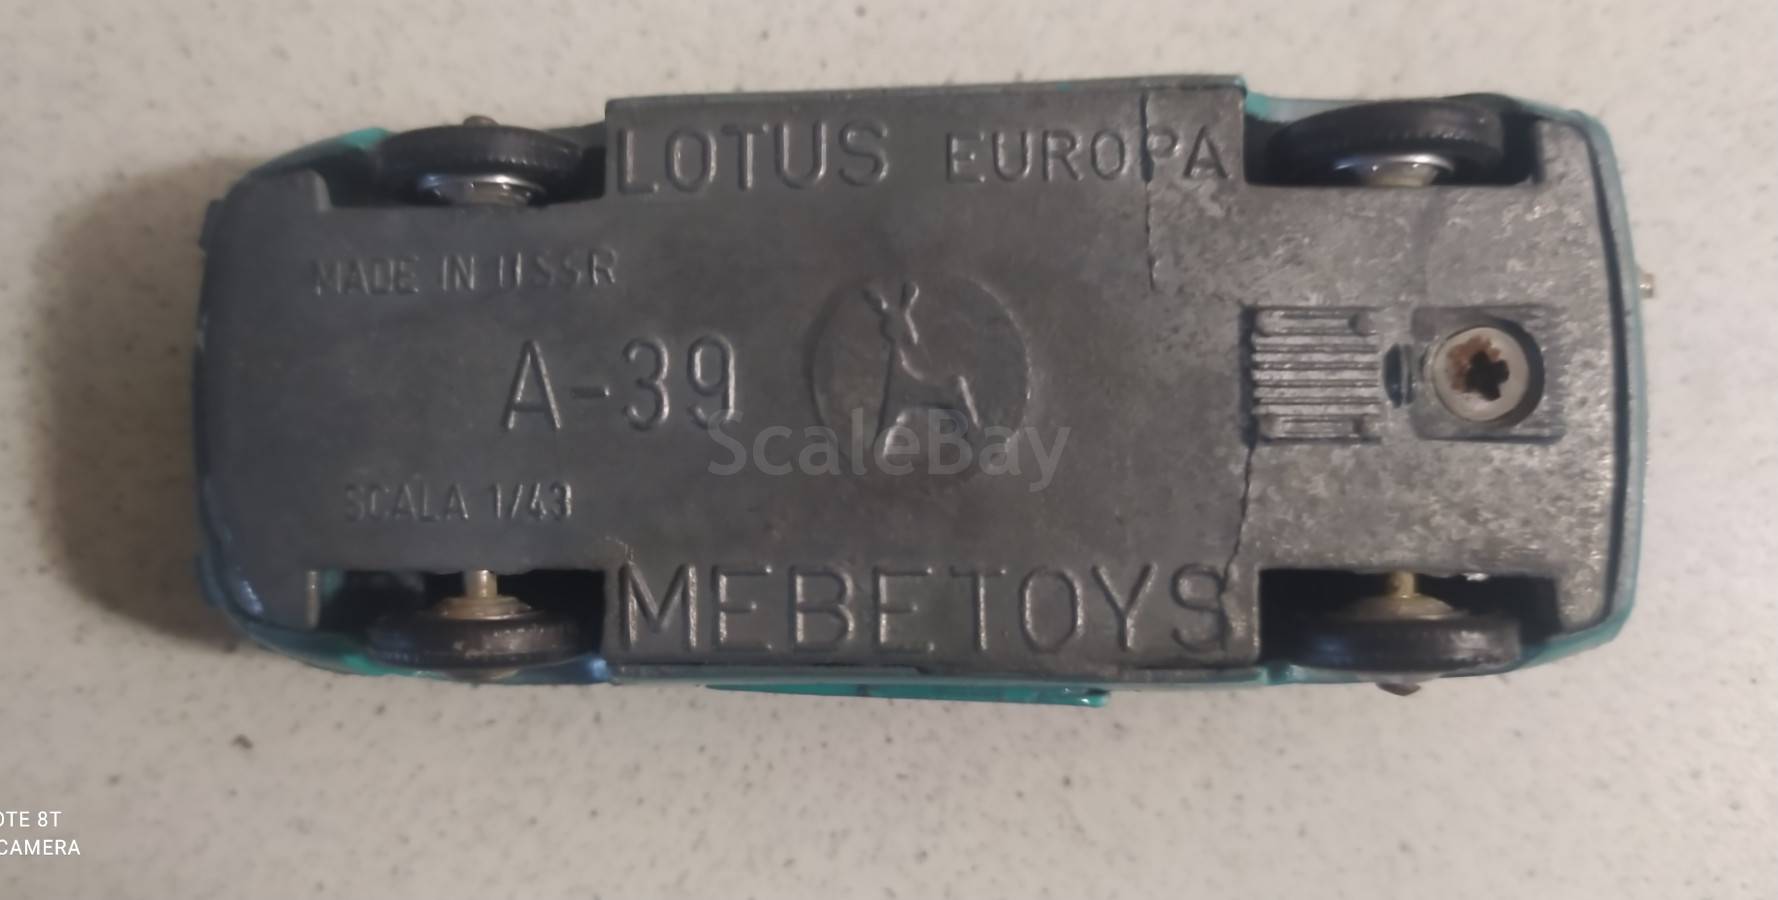 LOTUS EUROPA
MADE IN USSR
A-39
SCALA 1/43
MEBETOYS
ScaleBay
OTE 8T
CAMERA